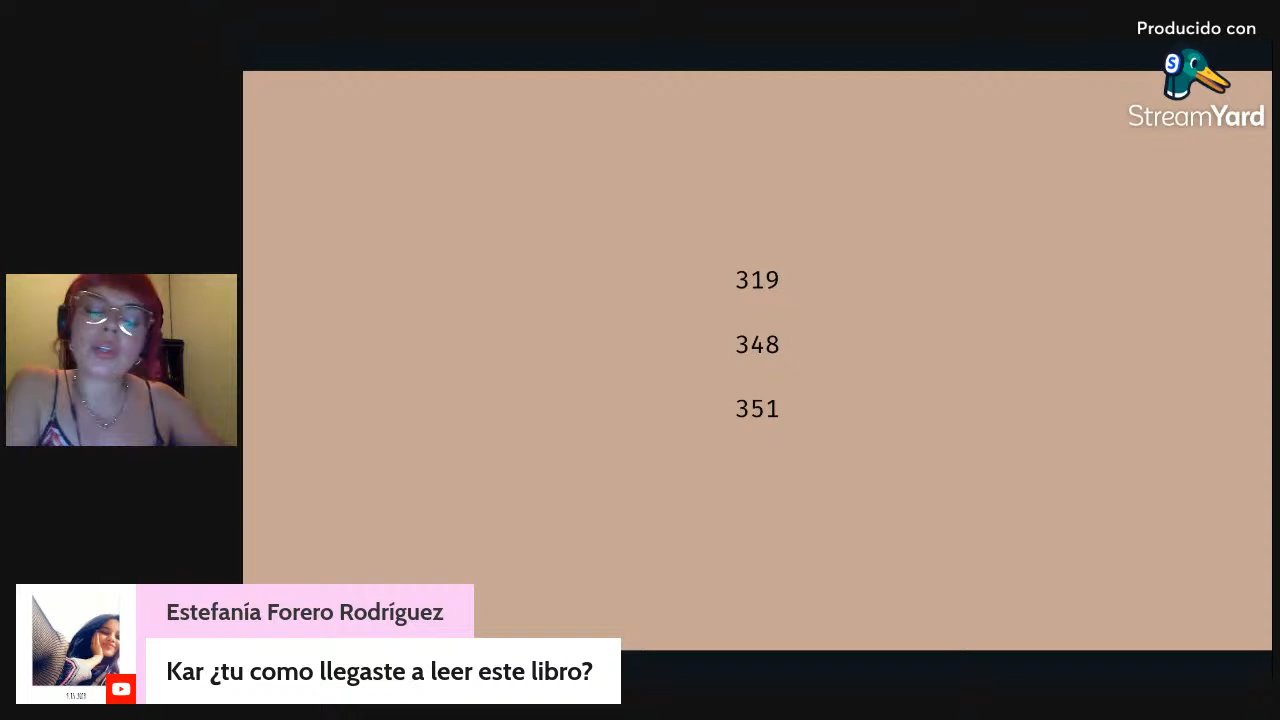 Producido con
StreamYard
319
348
351
Estefanía Forero Rodríguez
Kar ¿tu como llegaste a leer este libro?